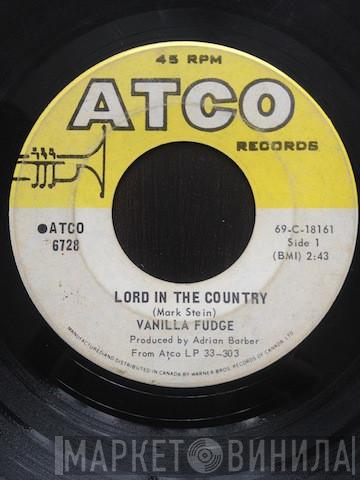 45 RPM
ATCO
RECORDS
●ATCO
6728
69-C-18161
Side 1
(BMI) 2:43
LORD IN THE COUNTRY
(Mark Stein)
VANILLA FUDGE
Produced by Adrian Barber
From Atco LP 33-303
MANUFACTURED AND DISTRIBUTED IN CANADA BY WARNER BROS. RECORDS OF CANADA LTD.
МАРКЕТ ВИНИЛА